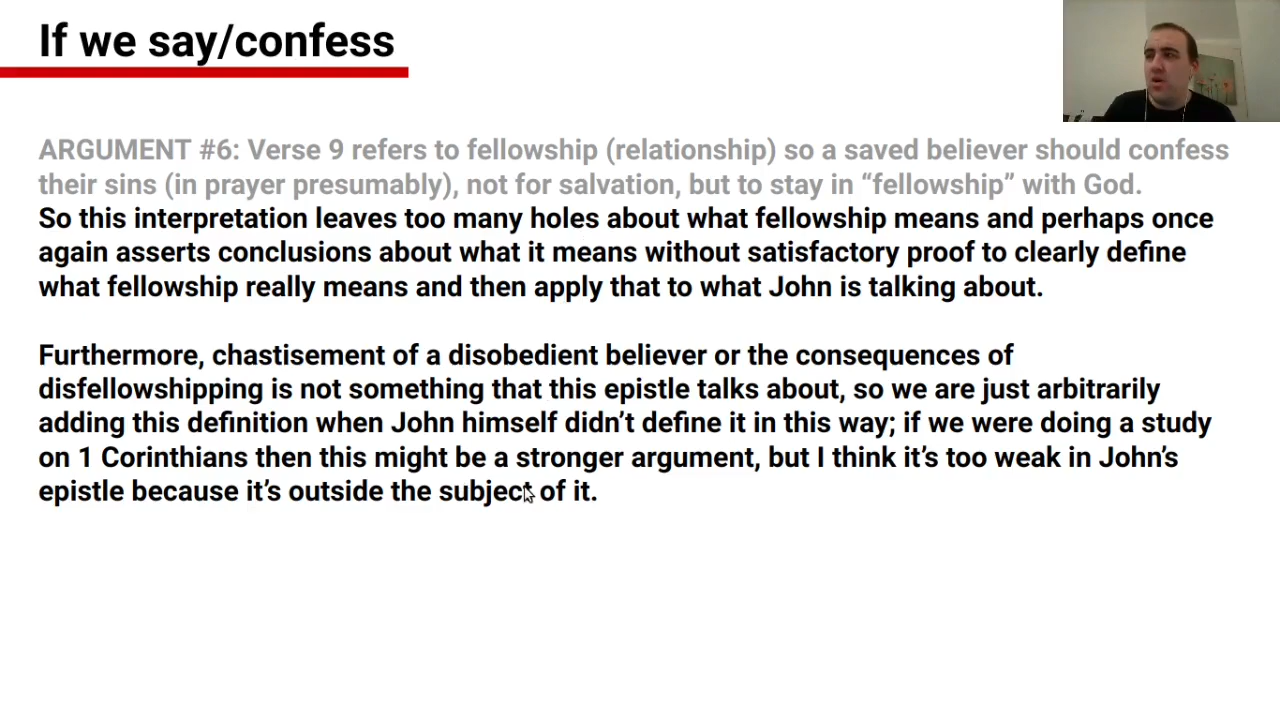 If we say/confess
ARGUMENT #6: Verse 9 refers to fellowship (relationship) so a saved believer should confess
their sins (in prayer presumably), not for salvation, but to stay in “fellowship” with God.
So this interpretation leaves too many holes about what fellowship means and perhaps once
again asserts conclusions about what it means without satisfactory proof to clearly define
what fellowship really means and then apply that to what John is talking about.
Furthermore, chastisement of a disobedient believer or the consequences of
disfellowshipping is not something that this epistle talks about, so we are just arbitrarily
adding this definition when John himself didn’t define it in this way; if we were doing a study
on 1 Corinthians then this might be a stronger argument, but I think it’s too weak in John’s
epistle because it’s outside the subject of it.